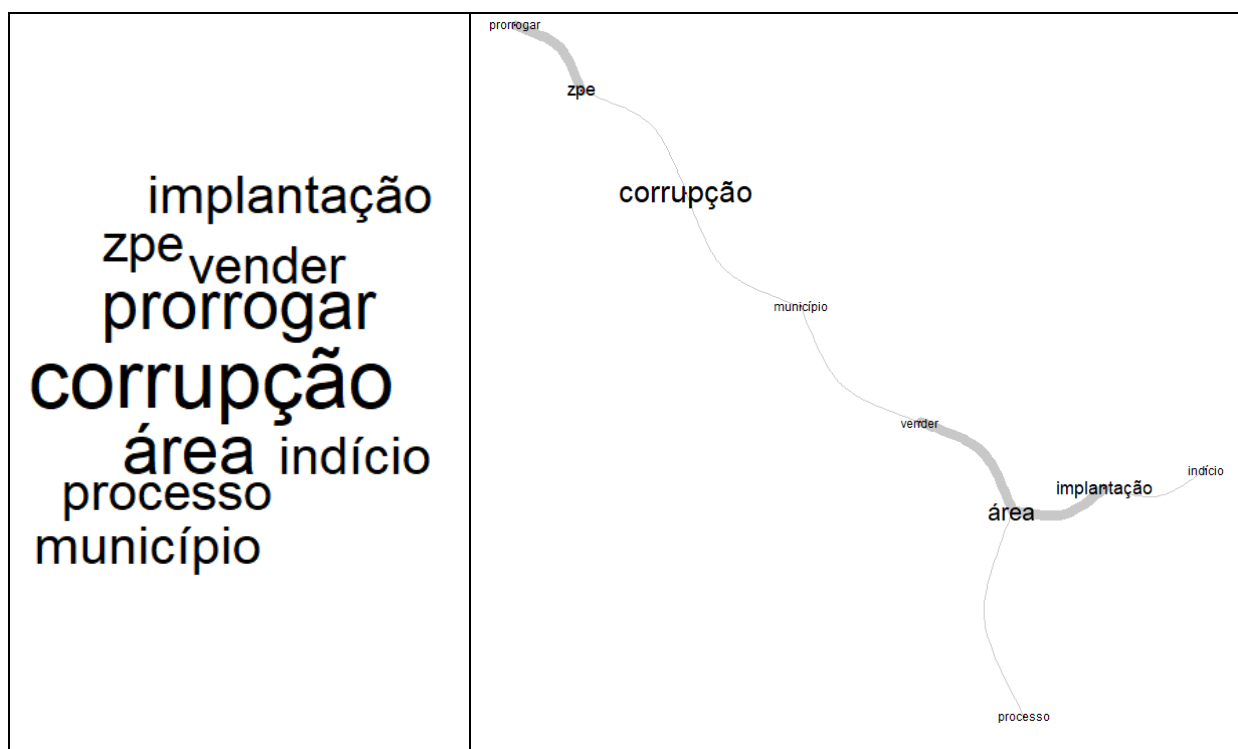 implantação
zpe
vender
prorrogar
corrupção
área
indício
processo
município
prorrogar
zpe
corrupção
município
vender
indício
implantação
área
processo